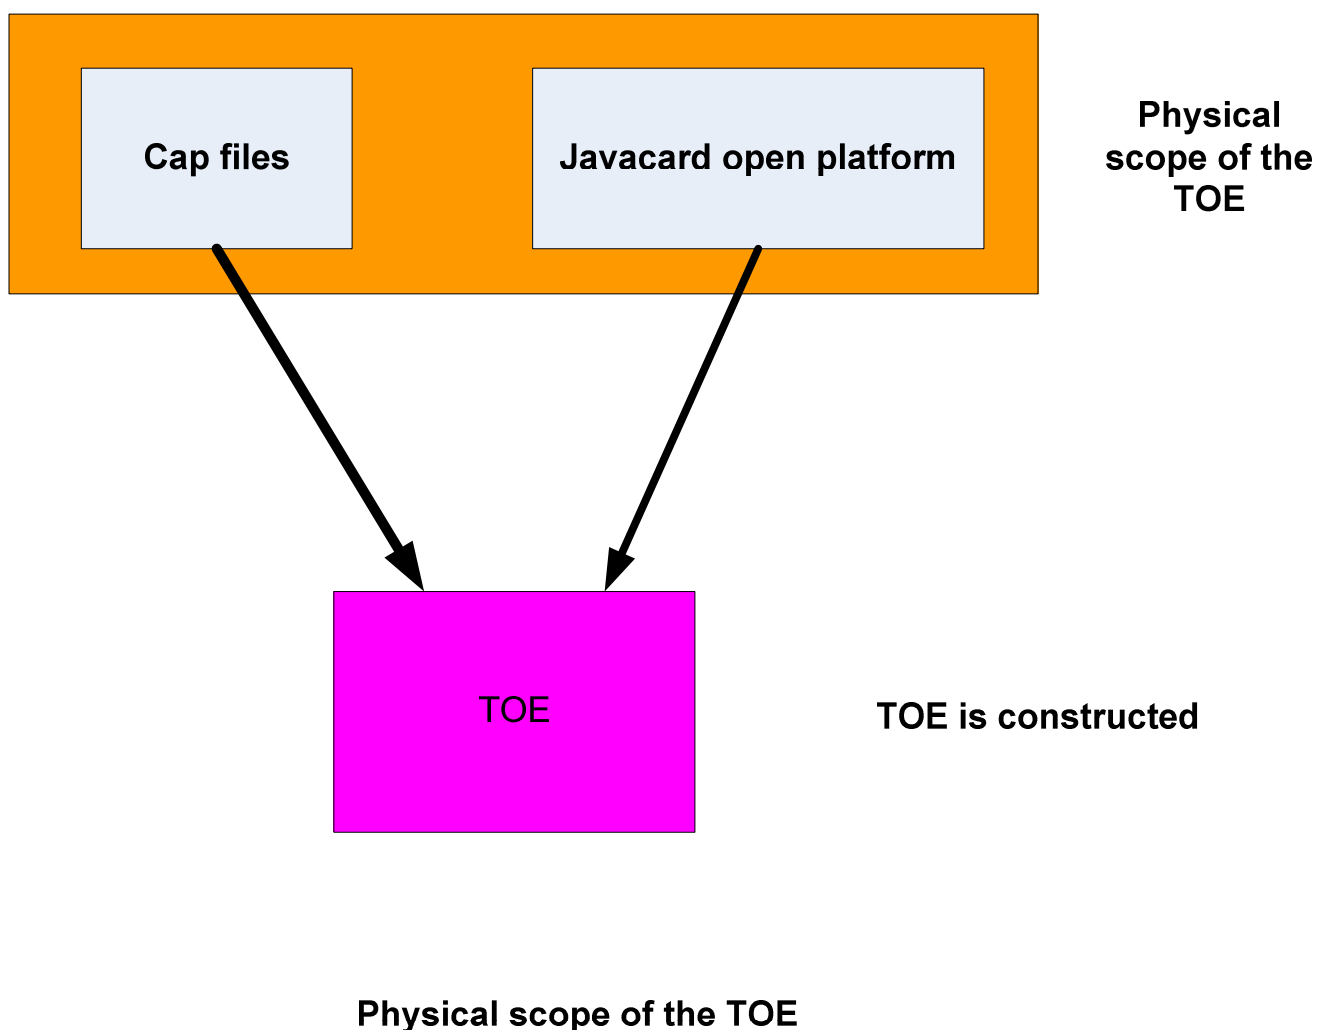 Cap files
Javacard open platform
Physical
scope of the
TOE
TOE
TOE is constructed
Physical scope of the TOE